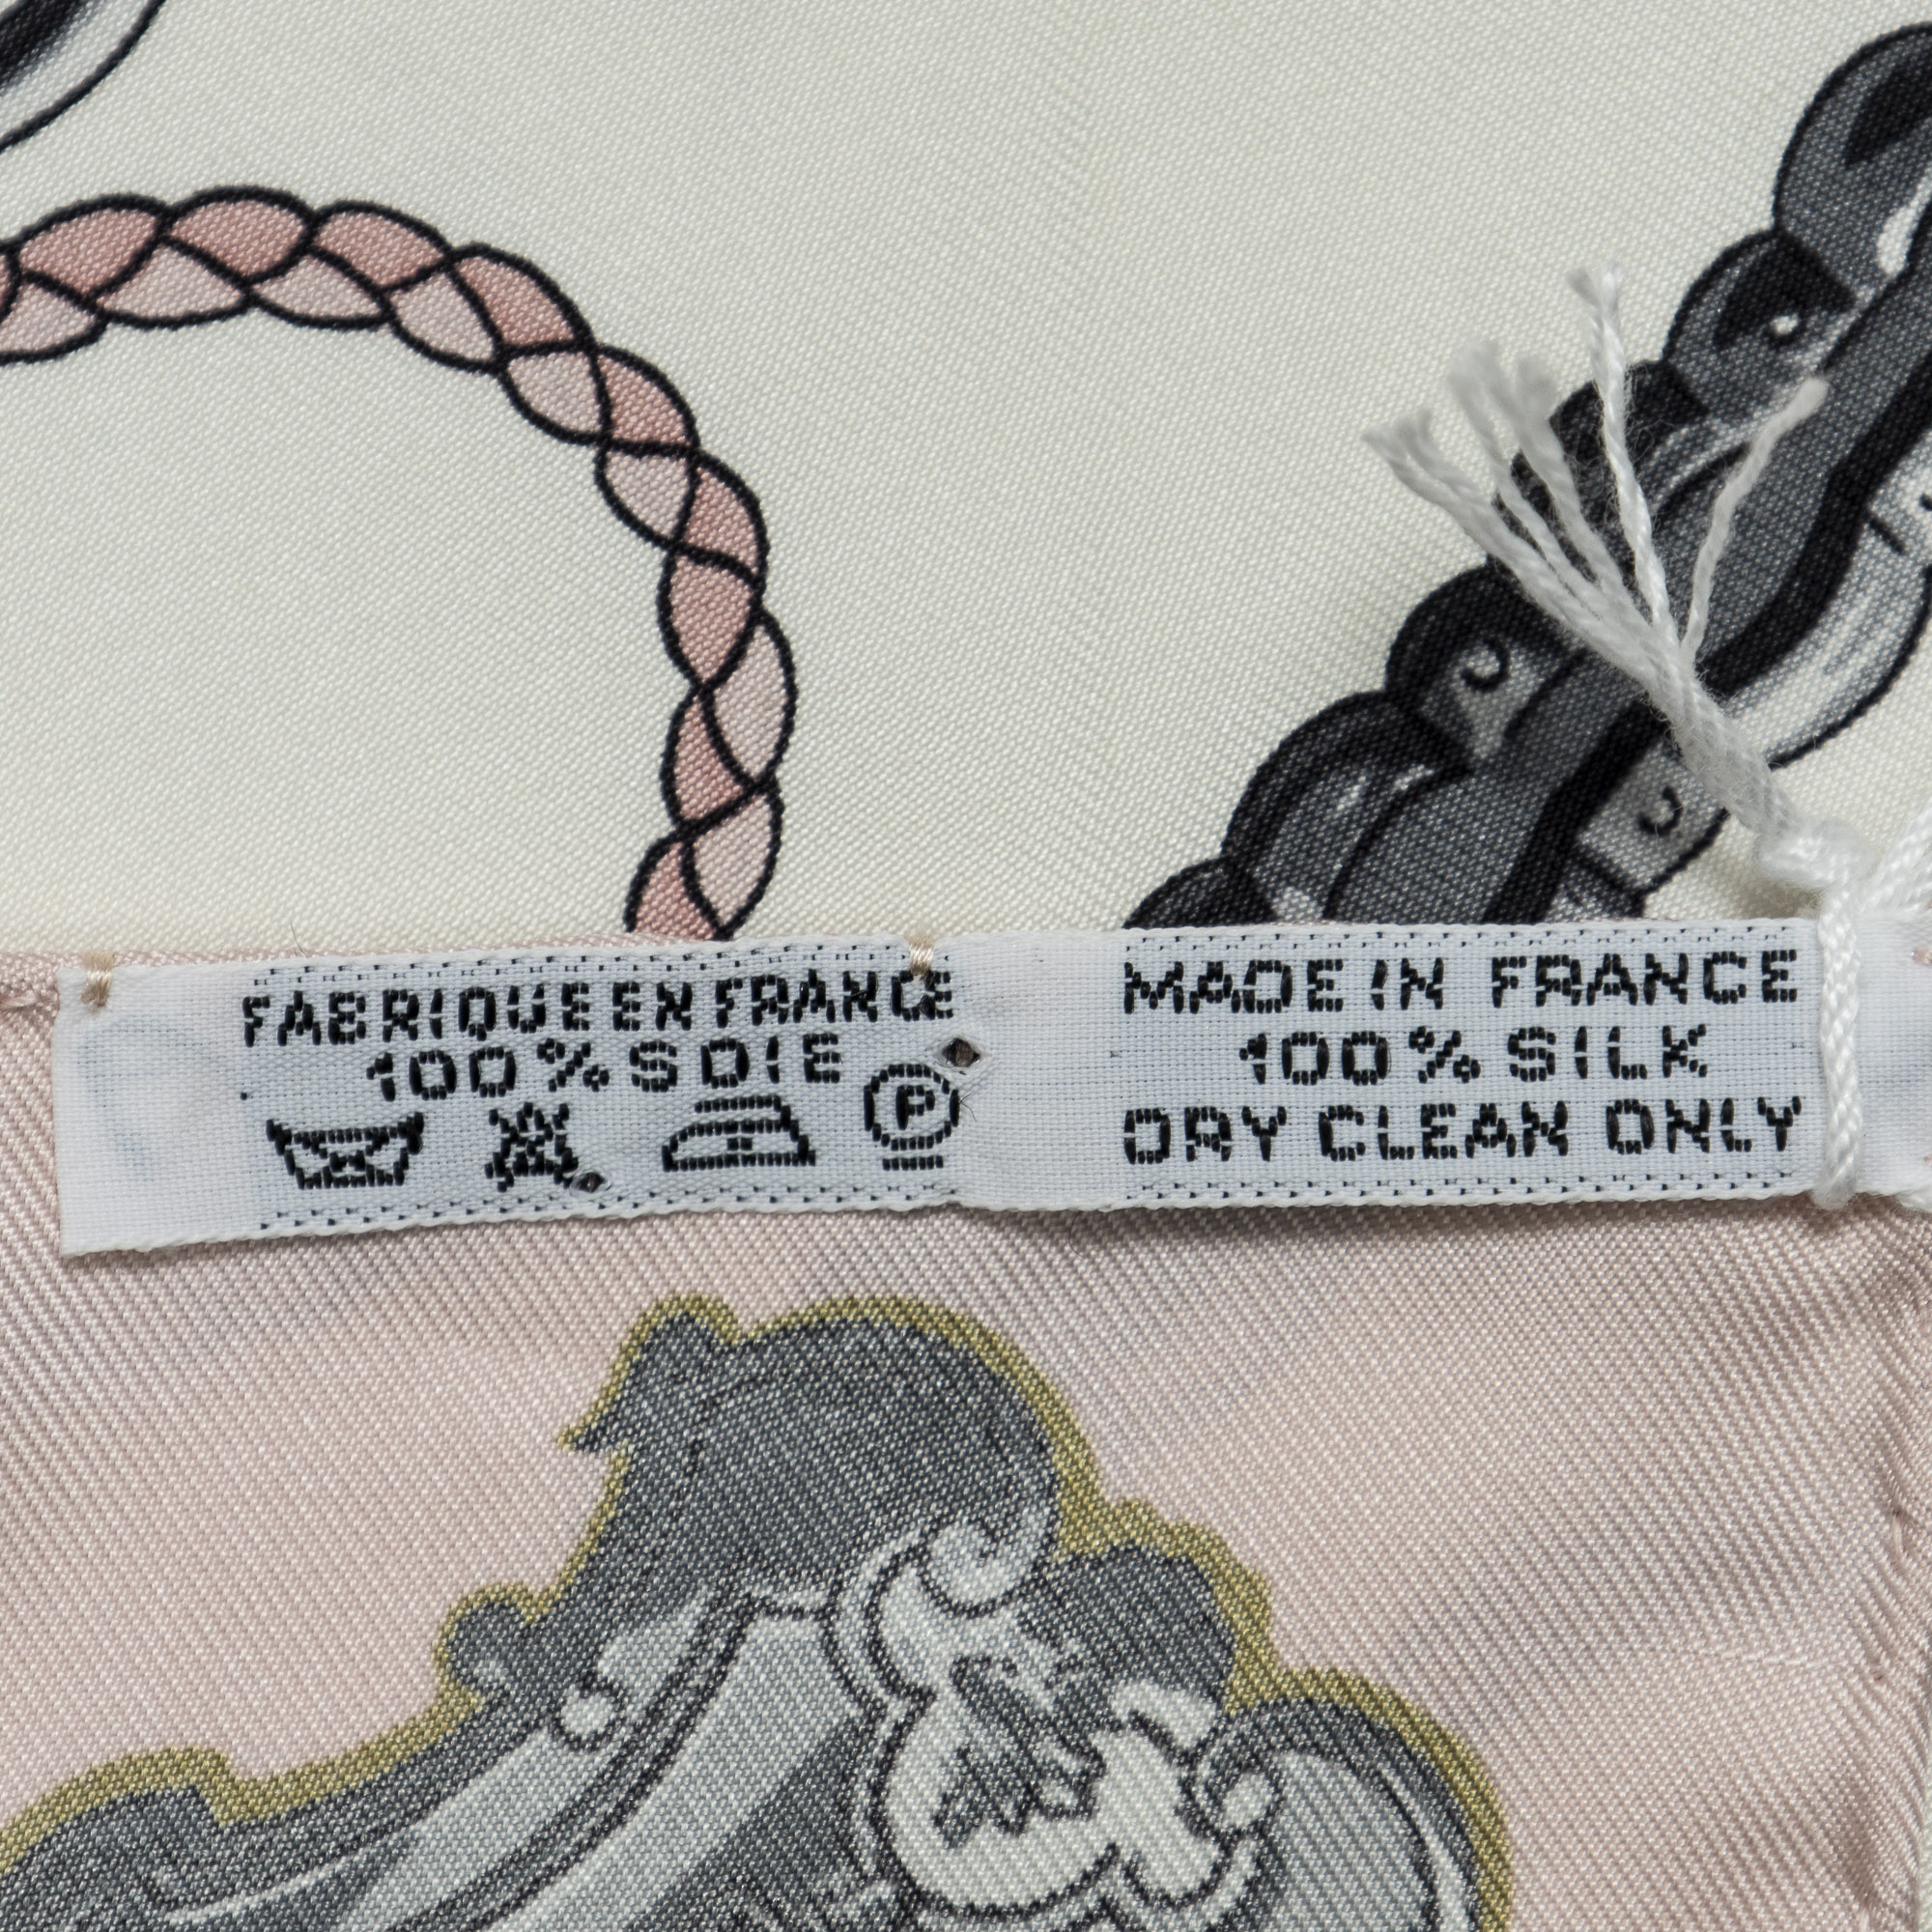 FABRIQUE EN FRANCE
100% SOIE
P
MADE IN FRANCE
100% SILK
DRY CLEAN ONLY